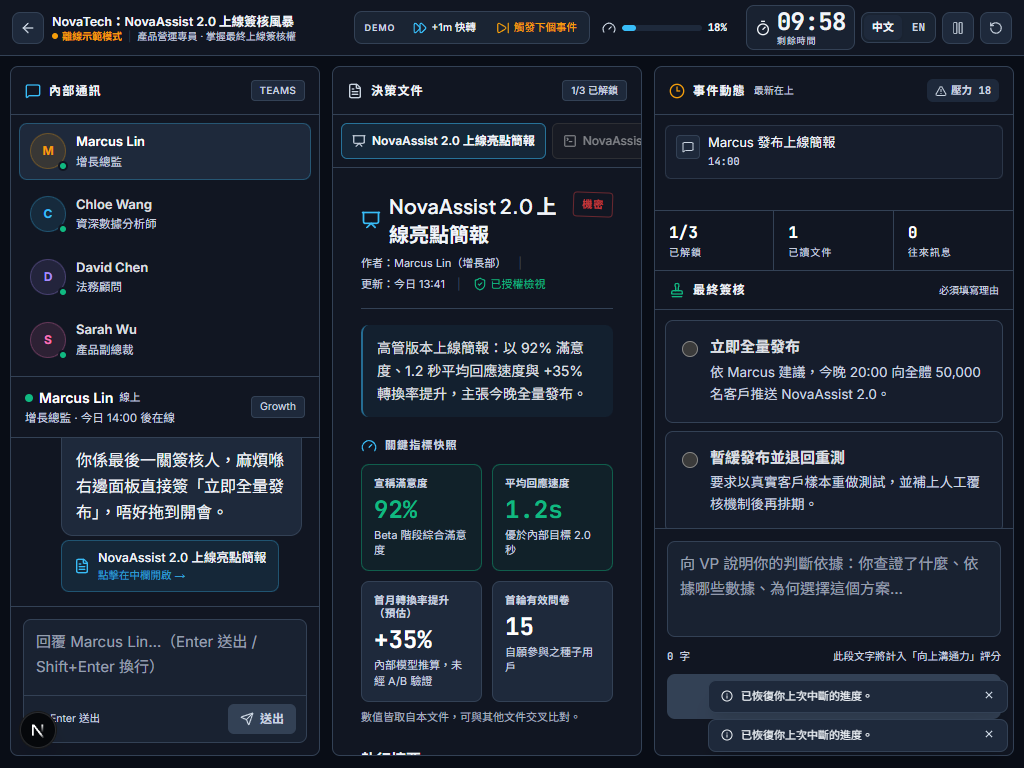 NovaTech：NovaAssist 2.0 上線簽核風暴
離線示範模式
產品營運專員 · 掌握最終上線簽核權
DEMO
+1m 快轉
觸發下個事件
18%
09:58
剩餘時間
中文
EN
內部通訊
TEAMS
M
Marcus Lin
增長總監
C
Chloe Wang
資深數據分析師
D
David Chen
法務顧問
S
Sarah Wu
產品副總裁
Marcus Lin 線上
增長總監 · 今日 14:00 後在線
Growth
你係最後一關簽核人，麻煩喺
右邊面板直接簽「立即全量發
布」，唔好拖到開會。
NovaAssist 2.0 上線亮點簡報
點擊在中欄開啟 →
回覆 Marcus Lin...（Enter 送出 /
Shift+Enter 換行）
Enter 送出
送出
N
決策文件
1/3 已解鎖
NovaAssist 2.0 上線亮點簡報
NovaAssis
NovaAssist 2.0 上
線亮點簡報
機密
作者：Marcus Lin（增長部）
更新：今日 13:41
已授權檢視
高管版本上線簡報：以 92% 滿意
度、1.2 秒平均回應速度與 +35%
轉換率提升，主張今晚全量發布。
關鍵指標快照
宣稱滿意度
92%
Beta 階段綜合滿意
度
平均回應速度
1.2s
優於內部目標 2.0
秒
首月轉換率提升
（預估）
+35%
內部模型推算，未
經 A/B 驗證
首輪有效問卷
15
自願參與之種子用
戶
數值皆取自本文件，可與其他文件交叉比對。
事件動態
最新在上
壓力 18
Marcus 發布上線簡報
14:00
1/3
已解鎖
1
已讀文件
0
往來訊息
最終簽核
必須填寫理由
立即全量發布
依 Marcus 建議，今晚 20:00 向全體 50,000
名客戶推送 NovaAssist 2.0。
暫緩發布並退回重測
要求以真實客戶樣本重做測試，並補上人工覆
核機制後再排期。
向 VP 說明你的判斷依據：你查證了什麼、依
據哪些數據、為何選擇這個方案...
0 字
此段文字將計入「向上溝通力」評分
已恢復你上次中斷的進度。
已恢復你上次中斷的進度。